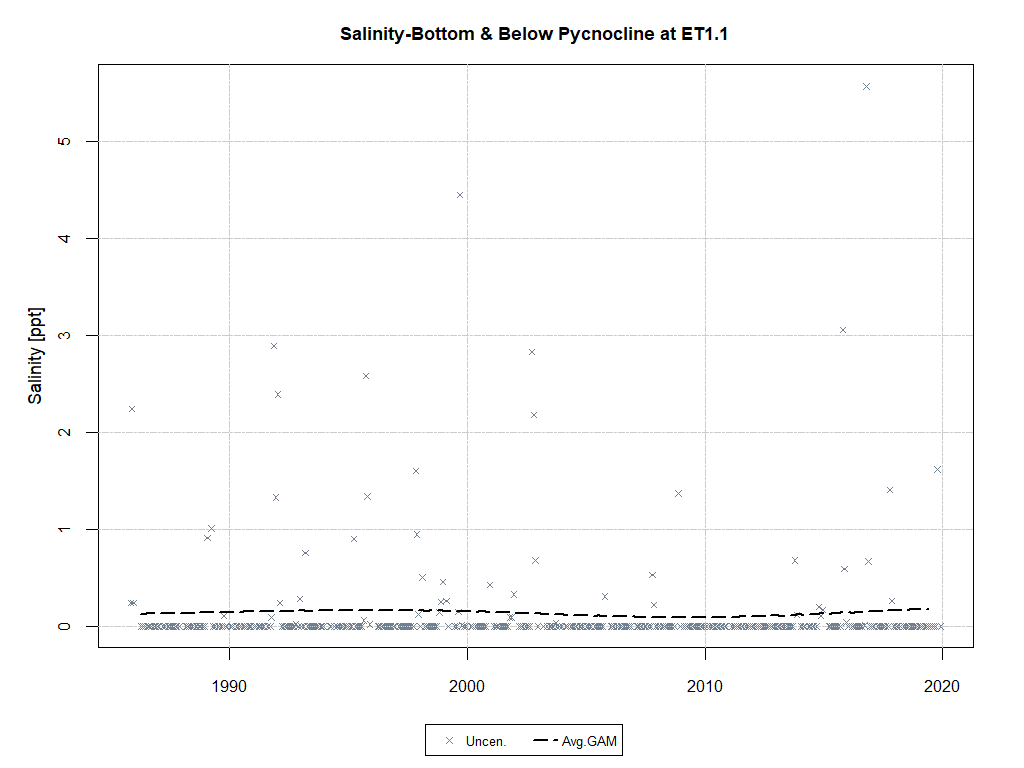 Salinity-Bottom & Below Pycnocline at ET1.1
Salinity [ppt]
5
4
3
2
1
0
1990 2000 2010 2020
Uncen. Avg.GAM